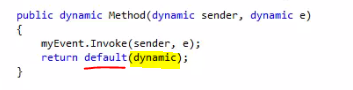 public dynamic Method(dynamic sender, dynamic e)
{
myEvent.Invoke(sender, e);
return default(dynamic);
}